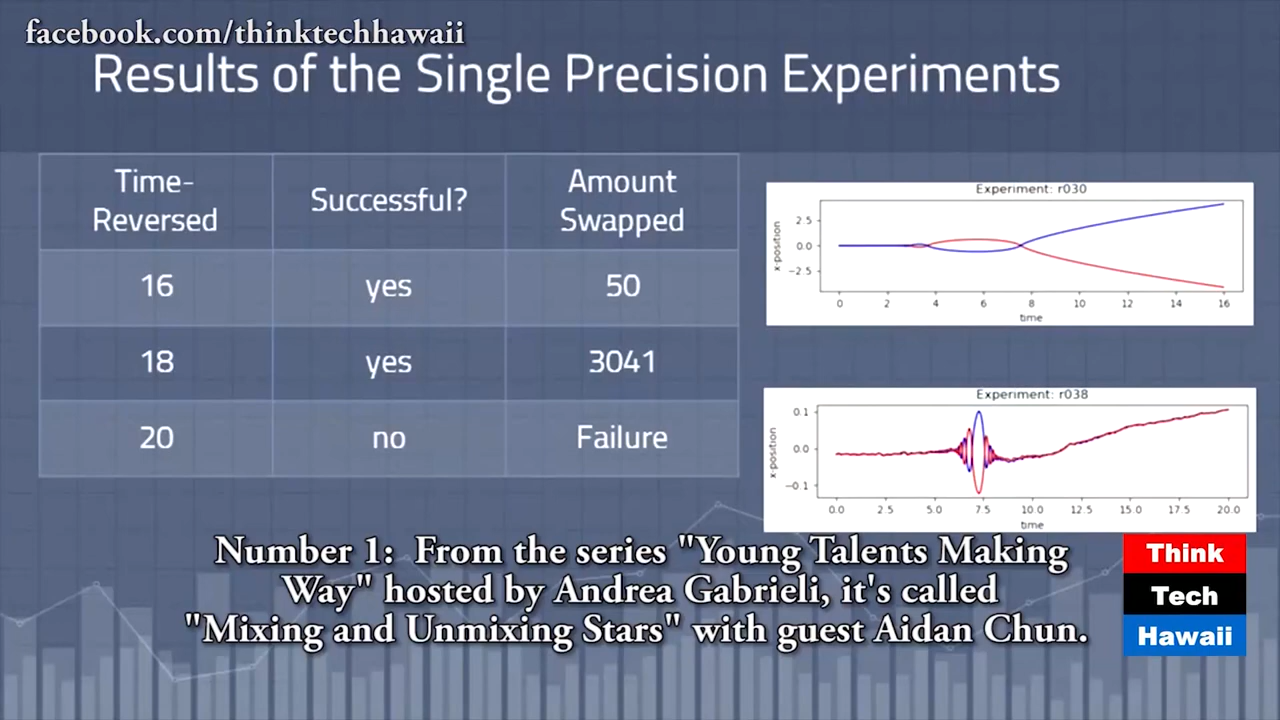 facebook.com/thinktechhawaii
Results of the Single Precision Experiments
Time-
Reversed
Successful?
Amount
Swapped
16
yes
50
18
yes
3041
20
no
Failure
Experiment: r030
x-position
2.5
0.0
−2.5
0 2 4 6 8 10 12 14 16
time
Experiment: r038
x-position
0.1
0.0
−0.1
0.0 2.5 5.0 7.5 10.0 12.5 15.0 17.5 20.0
time
Number 1: From the series "Young Talents Making
Way" hosted by Andrea Gabrieli, it's called
"Mixing and Unmixing Stars" with guest Aidan Chun.
Think
Tech
Hawaii